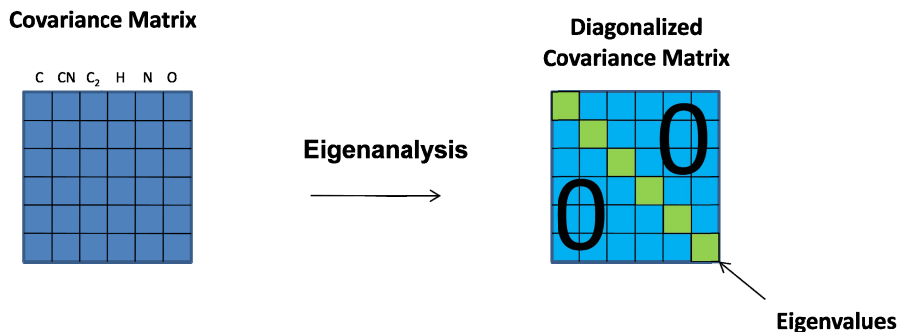 Covariance Matrix
C CN C₂ H N O
Eigenanalysis
Diagonalized
Covariance Matrix
0
0
Eigenvalues